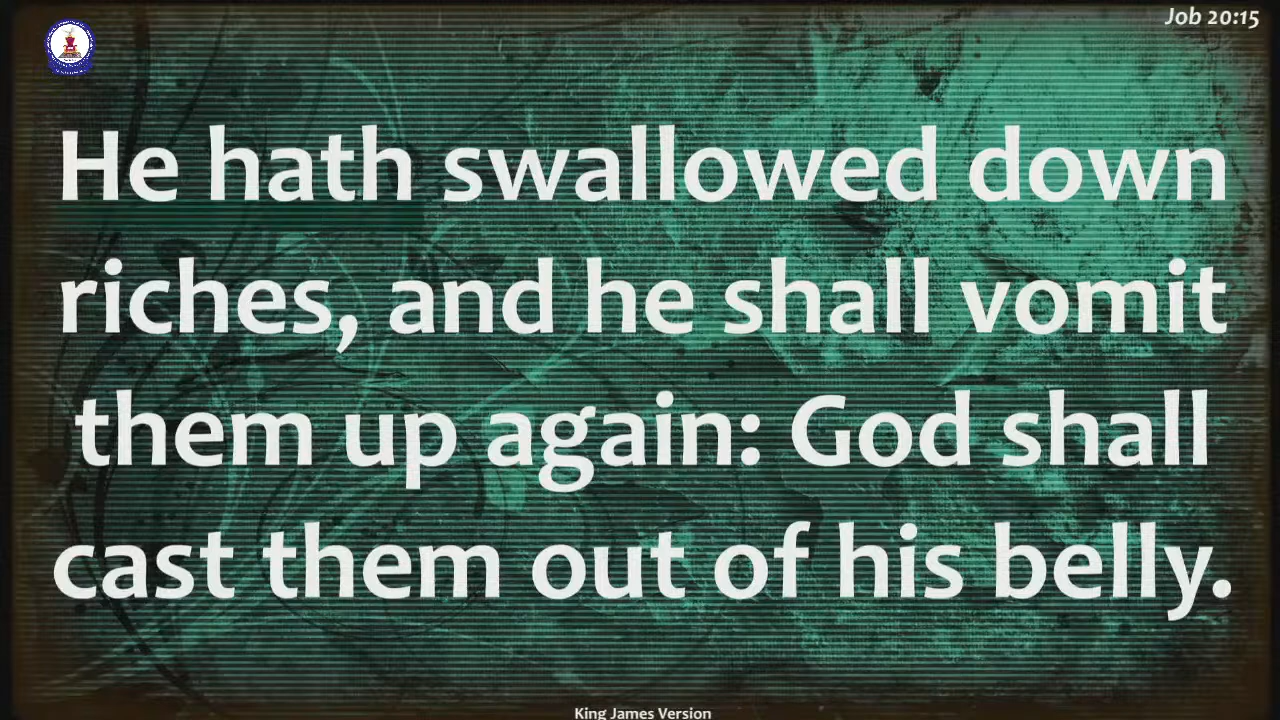 Job 20:15
He hath swallowed down
riches, and he shall vomit
them up again: God shall
cast them out of his belly.
King James Version